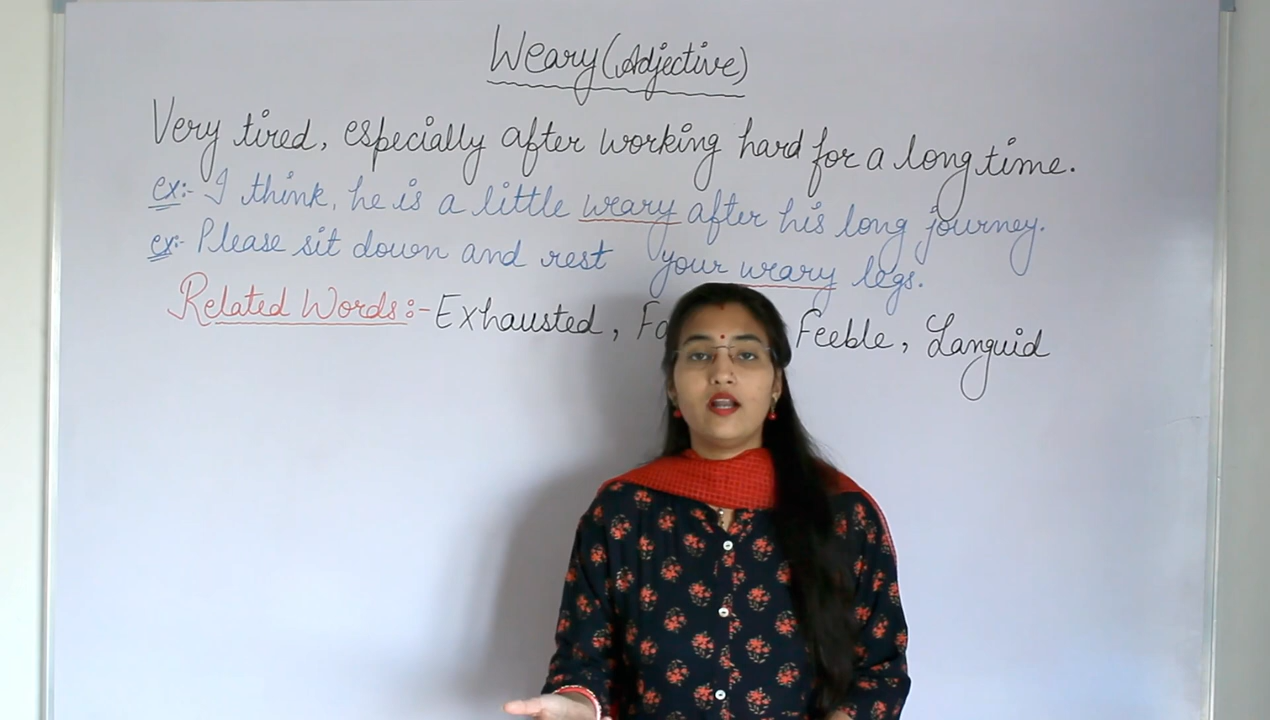 Weary (Adjective)
Very tired, especially after working hard for a long time.
ex:- I think, he is a little weary after his long journey.
ex:- Please sit down and rest your weary legs.
Related Words:- Exhausted, Feeble, Languid